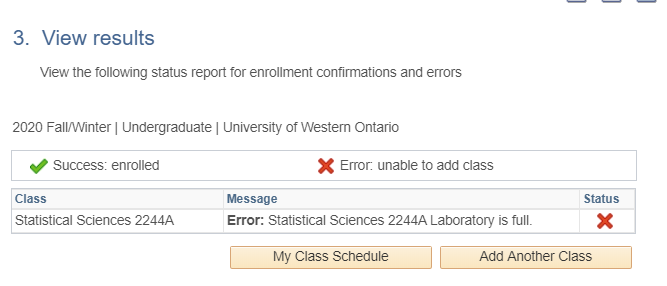 3. View results
View the following status report for enrollment confirmations and errors
2020 Fall/Winter | Undergraduate | University of Western Ontario
Success: enrolled Error: unable to add class
Class Message Status
Statistical Sciences 2244A Error: Statistical Sciences 2244A Laboratory is full.
My Class Schedule Add Another Class